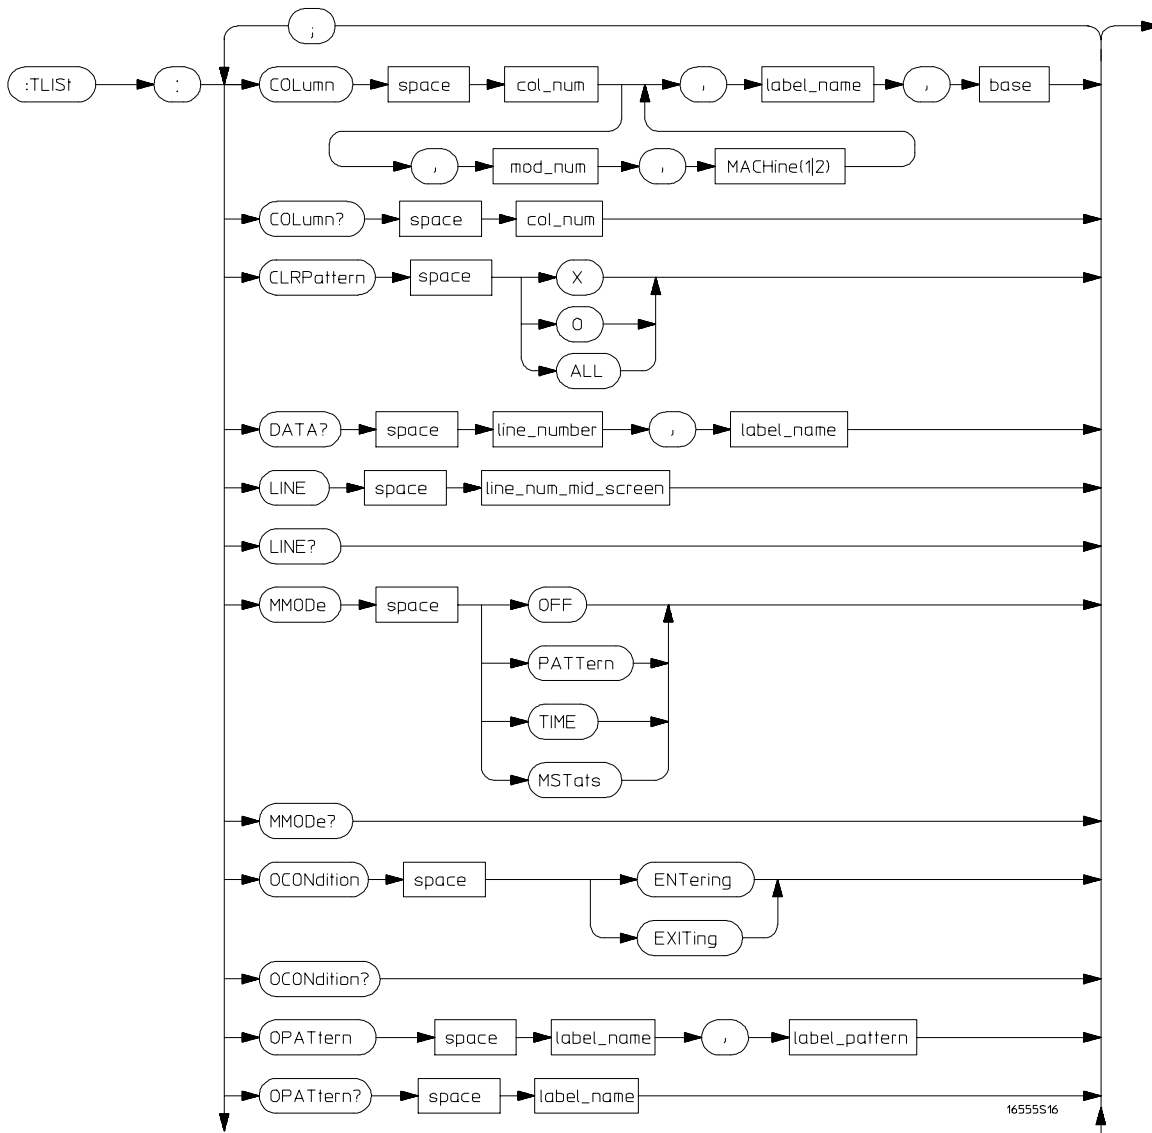 ;
:TLISt : COLumn space col_num , label_name , base
, mod_num , MACHine(1|2)
COLumn? space col_num
CLRPattern space X
O
ALL
DATA? space line_number , label_name
LINE space line_num_mid_screen
LINE?
MMODe space OFF
PATTern
TIME
MSTats
MMODe?
OCONdition space ENTering
EXITing
OCONdition?
OPATtern space label_name , label_pattern
OPATtern? space label_name
16555S16